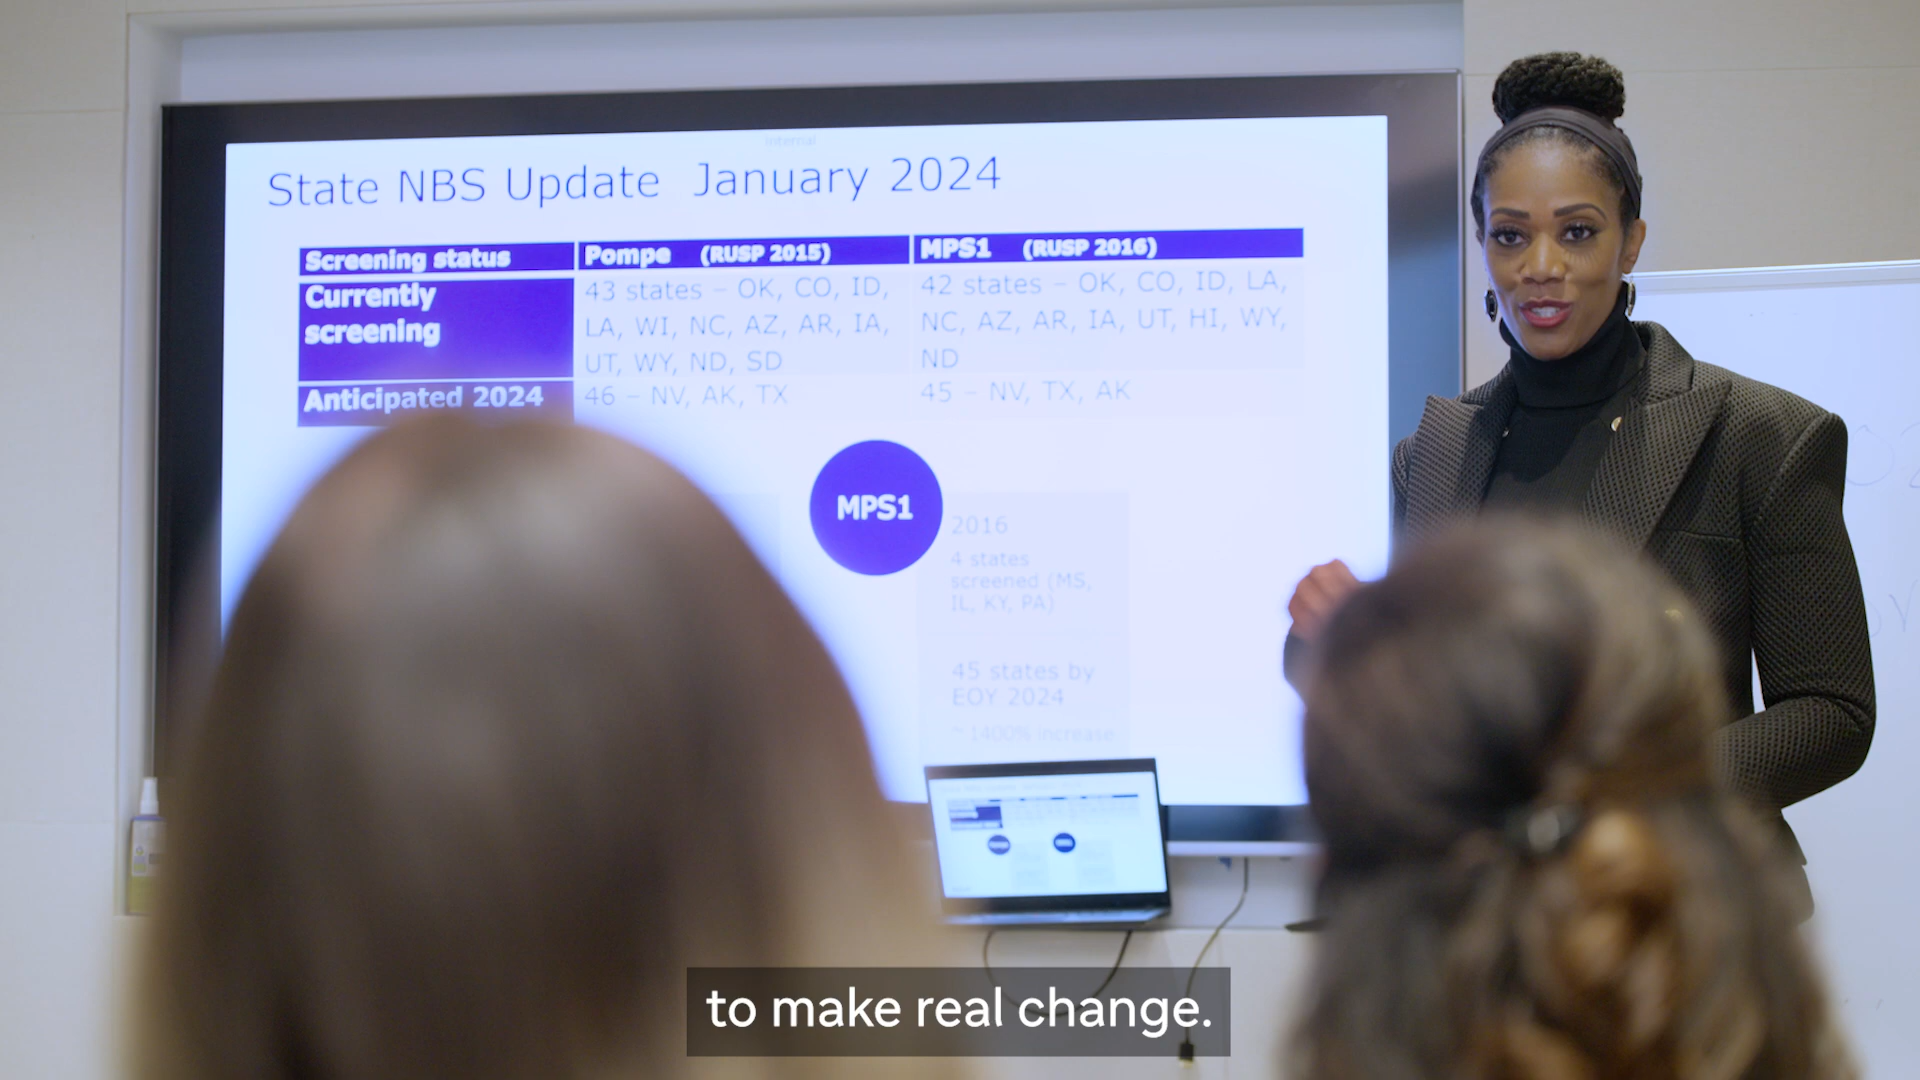 Internal
State NBS Update January 2024
Screening status
Pompe (RUSP 2015)
MPS1 (RUSP 2016)
Currently
screening
43 states – OK, CO, ID,
LA, WI, NC, AZ, AR, IA,
UT, WY, ND, SD
42 states – OK, CO, ID, LA,
NC, AZ, AR, IA, UT, HI, WY,
ND
Anticipated 2024
46 – NV, AK, TX
45 – NV, TX, AK
MPS1
2016
4 states
screened (MS,
IL, KY, PA)
45 states by
EOY 2024
~ 1400% increase
to make real change.